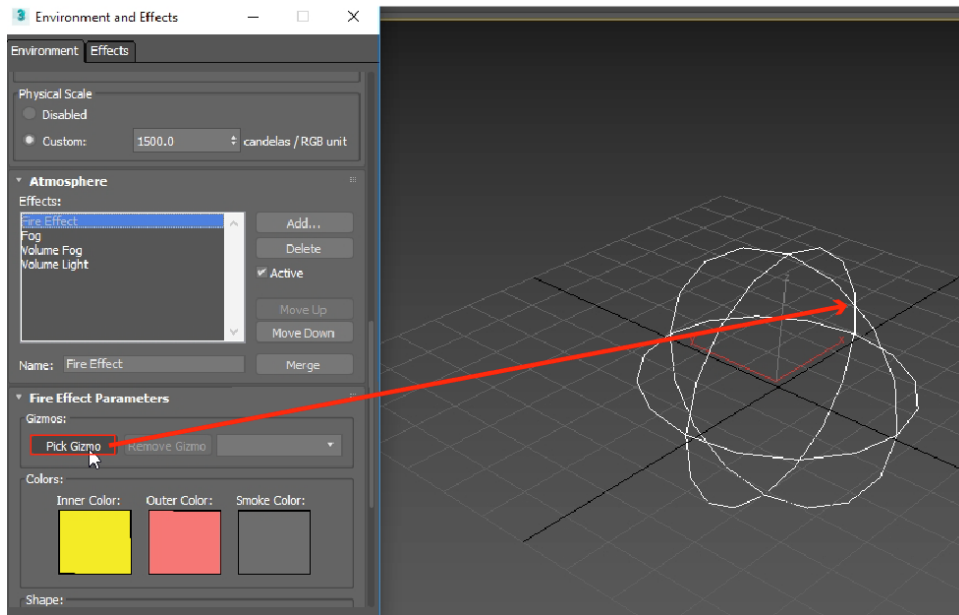 3 Environment and Effects
Environment Effects
Physical Scale
Disabled
Custom: 1500.0 candelas / RGB unit
Atmosphere
Effects:
Fire Effect
Fog
Volume Fog
Volume Light
Add...
Delete
Active
Move Up
Move Down
Name: Fire Effect Merge
Fire Effect Parameters
Gizmos:
Pick Gizmo Remove Gizmo
Colors:
Inner Color: Outer Color: Smoke Color:
Shape: